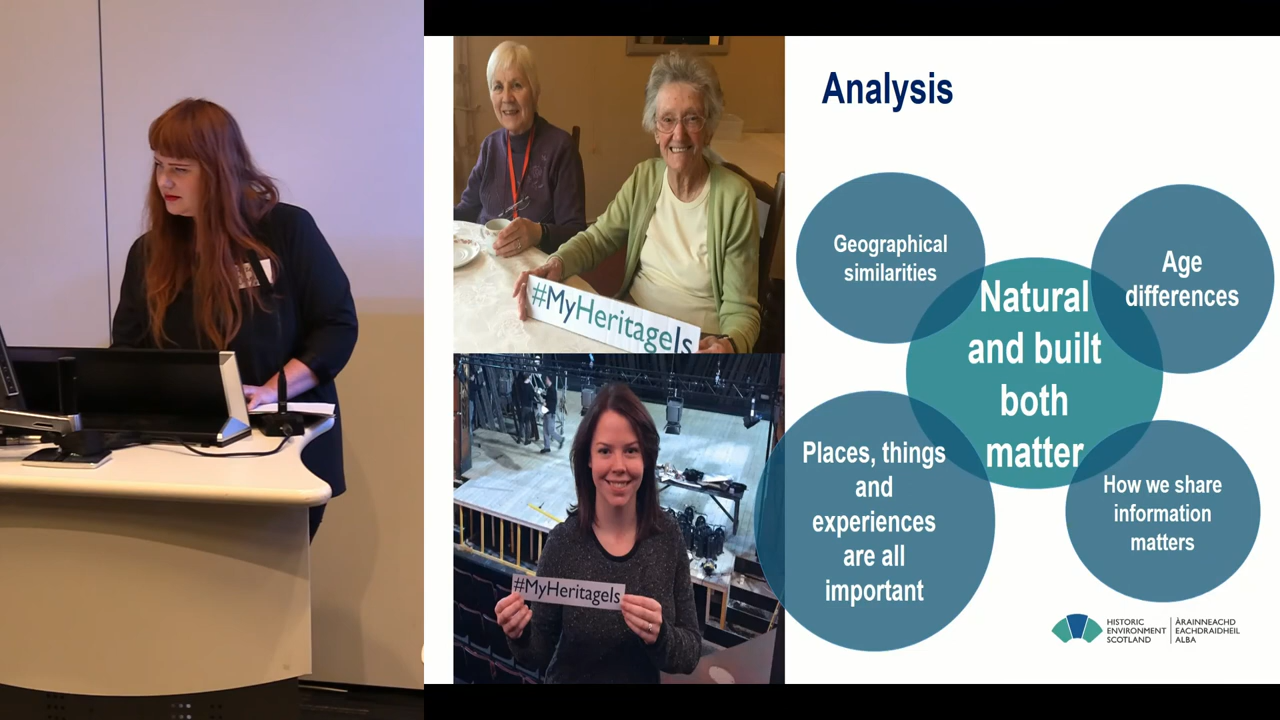 Analysis
#MyHeritageIs
#MyHeritageIs
Geographical
similarities
Age
differences
Natural
and built
both
matter
Places, things
and
experiences
are all
important
How we share
information
matters
HISTORIC
ENVIRONMENT
SCOTLAND
ÀRAINNEACHD
EACHDRAIDHEIL
ALBA